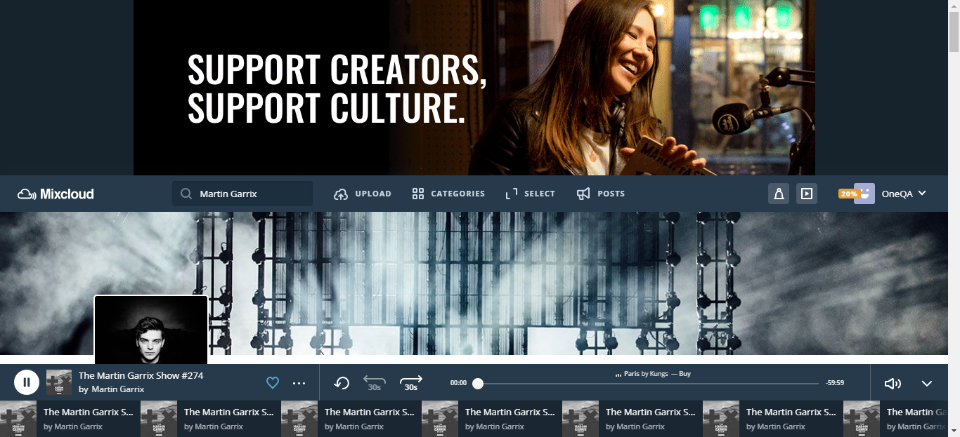 SUPPORT CREATORS,
SUPPORT CULTURE.
Mixcloud
Martin Garrix
UPLOAD
CATEGORIES
SELECT
POSTS
20%
OneQA
The Martin Garrix Show #274
by Martin Garrix
30s
30s
00:00
Paris by Kungs — Buy
-59:59
The Martin Garrix S...
by Martin Garrix
The Martin Garrix S...
by Martin Garrix
The Martin Garrix S...
by Martin Garrix
The Martin Garrix S...
by Martin Garrix
The Martin Garrix S...
by Martin Garrix
The Martin Garrix S...
by Martin Garrix
The Martin
by Martin Garrix